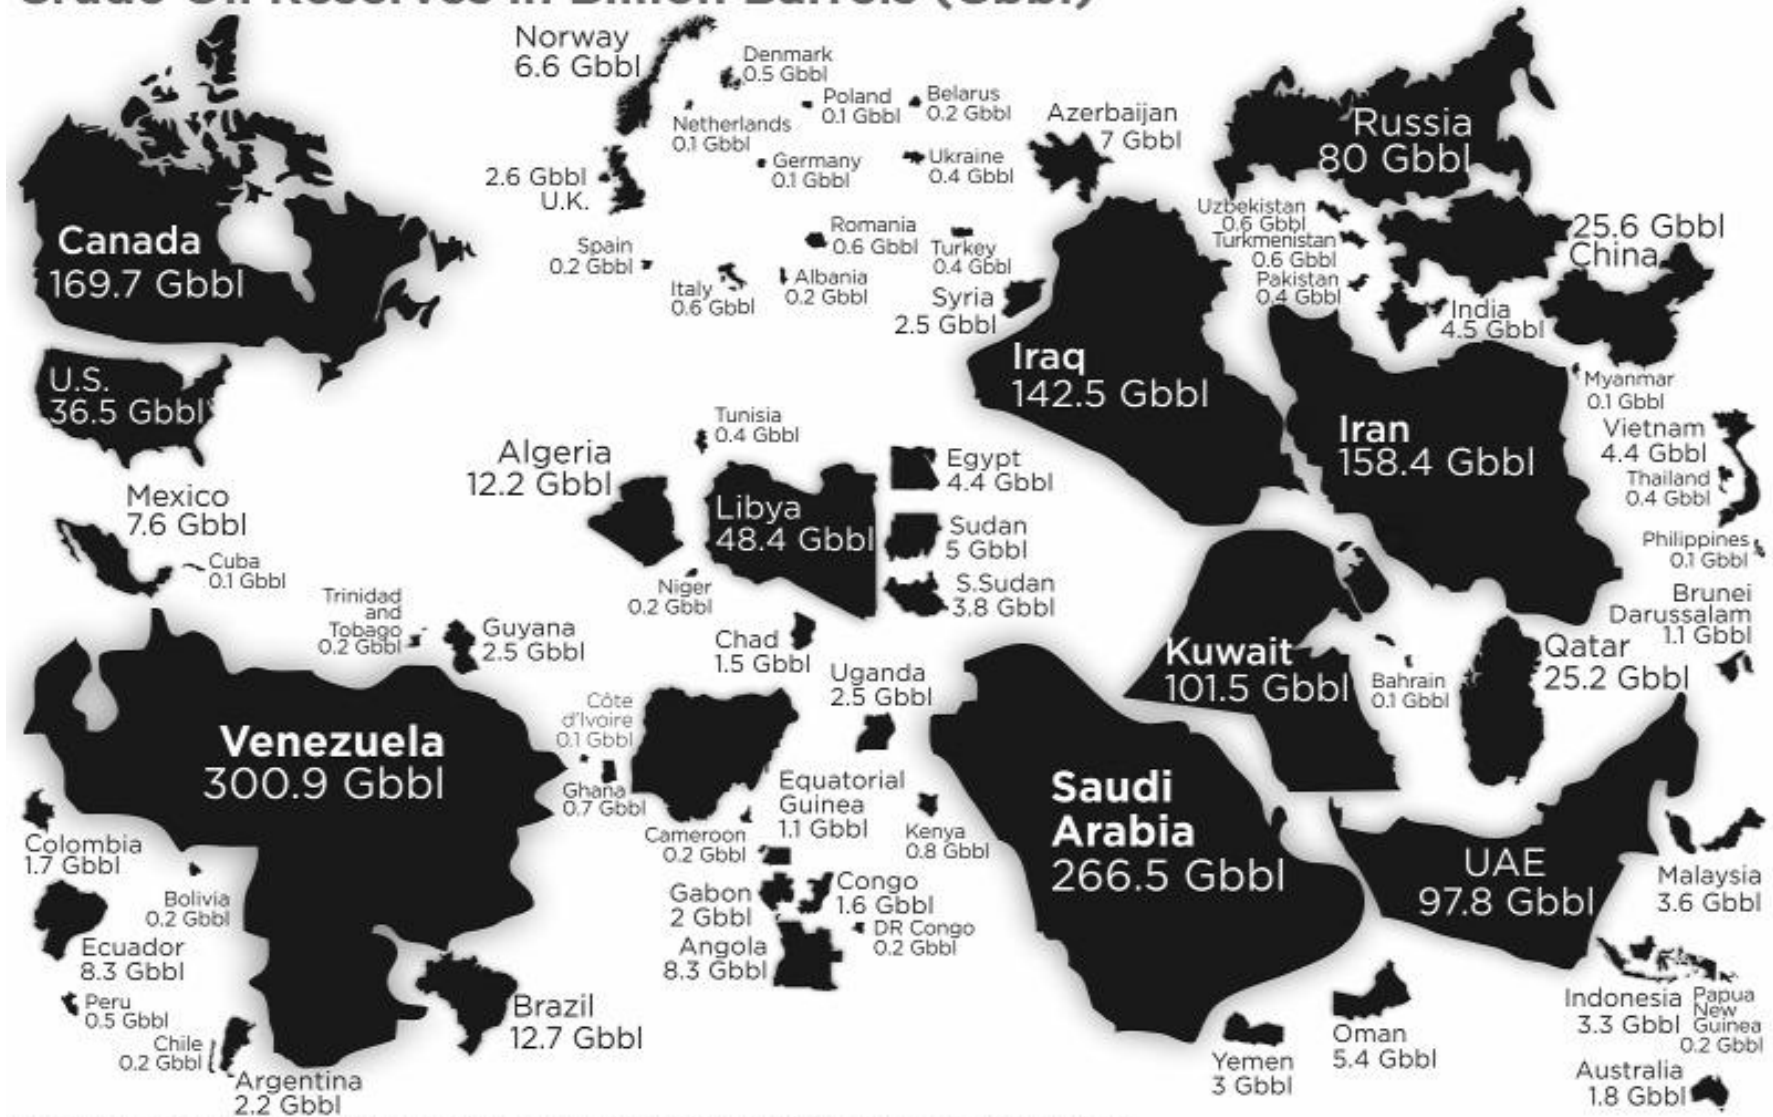 Crude Oil Reserves in Billion Barrels (Gbbl)
Norway
6.6 Gbbl
Denmark
0.5 Gbbl
Poland
0.1 Gbbl
Belarus
0.2 Gbbl
Netherlands
0.1 Gbbl
Germany
0.1 Gbbl
Ukraine
0.4 Gbbl
Azerbaijan
7 Gbbl
Russia
80 Gbbl
2.6 Gbbl
U.K.
Canada
169.7 Gbbl
Spain
0.2 Gbbl
Italy
0.6 Gbbl
Romania
0.6 Gbbl
Albania
0.2 Gbbl
Turkey
0.4 Gbbl
Syria
2.5 Gbbl
Uzbekistan
0.6 Gbbl
Turkmenistan
0.6 Gbbl
Pakistan
0.4 Gbbl
25.6 Gbbl
China
India
4.5 Gbbl
U.S.
36.5 Gbbl
Iraq
142.5 Gbbl
Iran
158.4 Gbbl
Myanmar
0.1 Gbbl
Vietnam
4.4 Gbbl
Thailand
0.4 Gbbl
Philippines
0.1 Gbbl
Brunei
Darussalam
1.1 Gbbl
Mexico
7.6 Gbbl
Cuba
0.1 Gbbl
Tunisia
0.4 Gbbl
Algeria
12.2 Gbbl
Libya
48.4 Gbbl
Egypt
4.4 Gbbl
Sudan
5 Gbbl
S.Sudan
3.8 Gbbl
Niger
0.2 Gbbl
Chad
1.5 Gbbl
Uganda
2.5 Gbbl
Trinidad
and
Tobago
0.2 Gbbl
Guyana
2.5 Gbbl
Kuwait
101.5 Gbbl
Bahrain
0.1 Gbbl
Qatar
25.2 Gbbl
Venezuela
300.9 Gbbl
Côte
d'Ivoire
0.1 Gbbl
Ghana
0.7 Gbbl
Cameroon
0.2 Gbbl
Equatorial
Guinea
1.1 Gbbl
Kenya
0.8 Gbbl
Saudi
Arabia
266.5 Gbbl
UAE
97.8 Gbbl
Malaysia
3.6 Gbbl
Colombia
1.7 Gbbl
Bolivia
0.2 Gbbl
Ecuador
8.3 Gbbl
Peru
0.5 Gbbl
Chile
0.2 Gbbl
Argentina
2.2 Gbbl
Brazil
12.7 Gbbl
Gabon
2 Gbbl
Congo
1.6 Gbbl
DR Congo
0.2 Gbbl
Angola
8.3 Gbbl
Yemen
3 Gbbl
Oman
5.4 Gbbl
Indonesia
3.3 Gbbl
Papua
New
Guinea
0.2 Gbbl
Australia
1.8 Gbbl